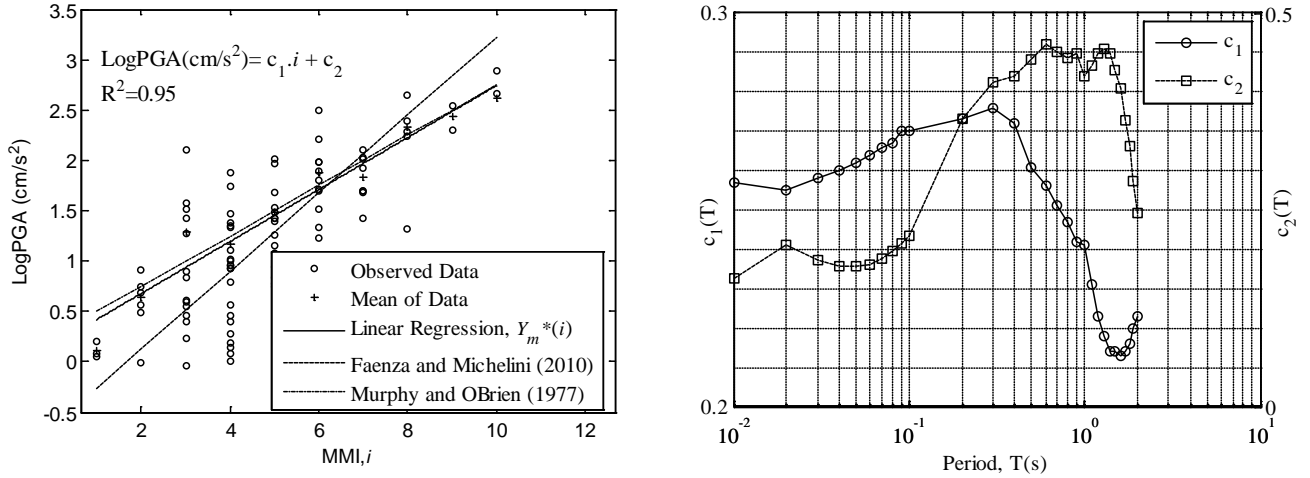 LogPGA(cm/s²)= c₁.i + c₂
R²=0.95
LogPGA (cm/s²)
3.5
3
2.5
2
1.5
1
0.5
0
-0.5
Observed Data
Mean of Data
Linear Regression, Yₘ*(i)
Faenza and Michelini (2010)
Murphy and OBrien (1977)
2 4 6 8 10 12
MMI,i
0.3
0.2
c₁(T)
c₁
c₂
0.5
0
c₂(T)
10⁻² 10⁻¹ 10⁰ 10¹
Period, T(s)